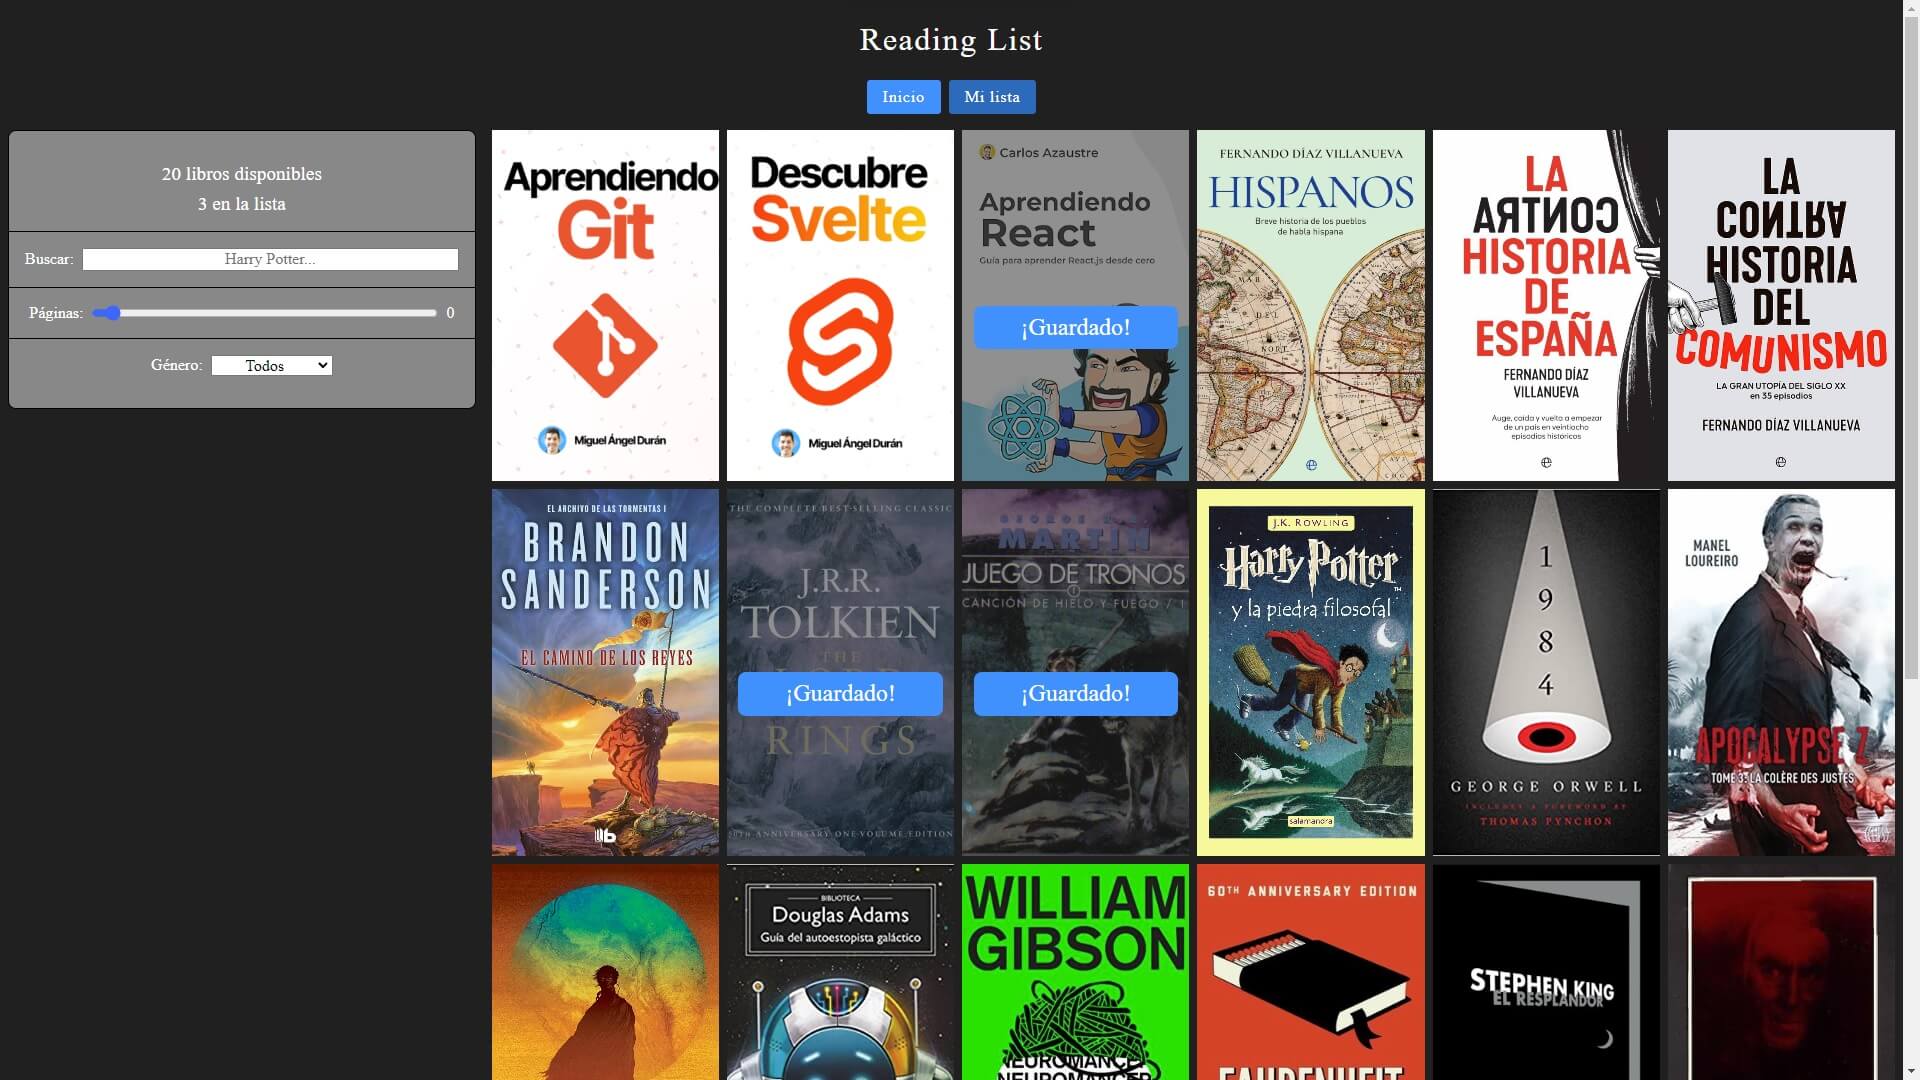 Reading List
Inicio
Mi lista
20 libros disponibles
3 en la lista
Buscar:
Harry Potter...
Páginas:
0
Género:
Todos
Aprendiendo
Git
Miguel Ángel Durán
Descubre
Svelte
Miguel Ángel Durán
Carlos Azaustre
Aprendiendo
React
Guía para aprender React.js desde cero
¡Guardado!
FERNANDO DÍAZ VILLANUEVA
HISPANOS
Breve historia de los pueblos
de habla hispana
MAR
DEL
NORT
LA
CONTRA
HISTORIA
DE
ESPAÑA
FERNANDO DÍAZ
VILLANUEVA
Auge, caída y vuelta a empezar
de un país en veintiocho
episodios históricos
LA
CONTRA
HISTORIA
DEL
COMUNISMO
LA GRAN UTOPÍA DEL SIGLO XX
en 35 episodios
FERNANDO DÍAZ VILLANUEVA
EL ARCHIVO DE LAS TORMENTAS I
BRANDON
SANDERSON
EL CAMINO DE LOS REYES
b
THE COMPLETE BEST-SELLING CLASSIC
J.R.R.
TOLKIEN
THE
LORD
¡Guardado!
RINGS
50TH ANNIVERSARY ONE-VOLUME EDITION
GEORGE R. R.
MARTIN
JUEGO DE TRONOS
CANCIÓN DE HIELO Y FUEGO / 1
¡Guardado!
J.K. ROWLING
Harry Potter
y la piedra filosofal
TM
salamandra
1
9
8
4
GEORGE ORWELL
INCLUDES A FOREWORD BY
THOMAS PYNCHON
MANEL
LOUREIRO
APOCALYPSE Z
TOME 3: LA COLÈRE DES JUSTES
BIBLIOTECA
Douglas Adams
Guía del autoestopista galáctico
WILLIAM
GIBSON
NEUROMANCER
NEUROMANCER
60TH ANNIVERSARY EDITION
FAHRENHEIT
STEPHEN KING
EL RESPLANDOR